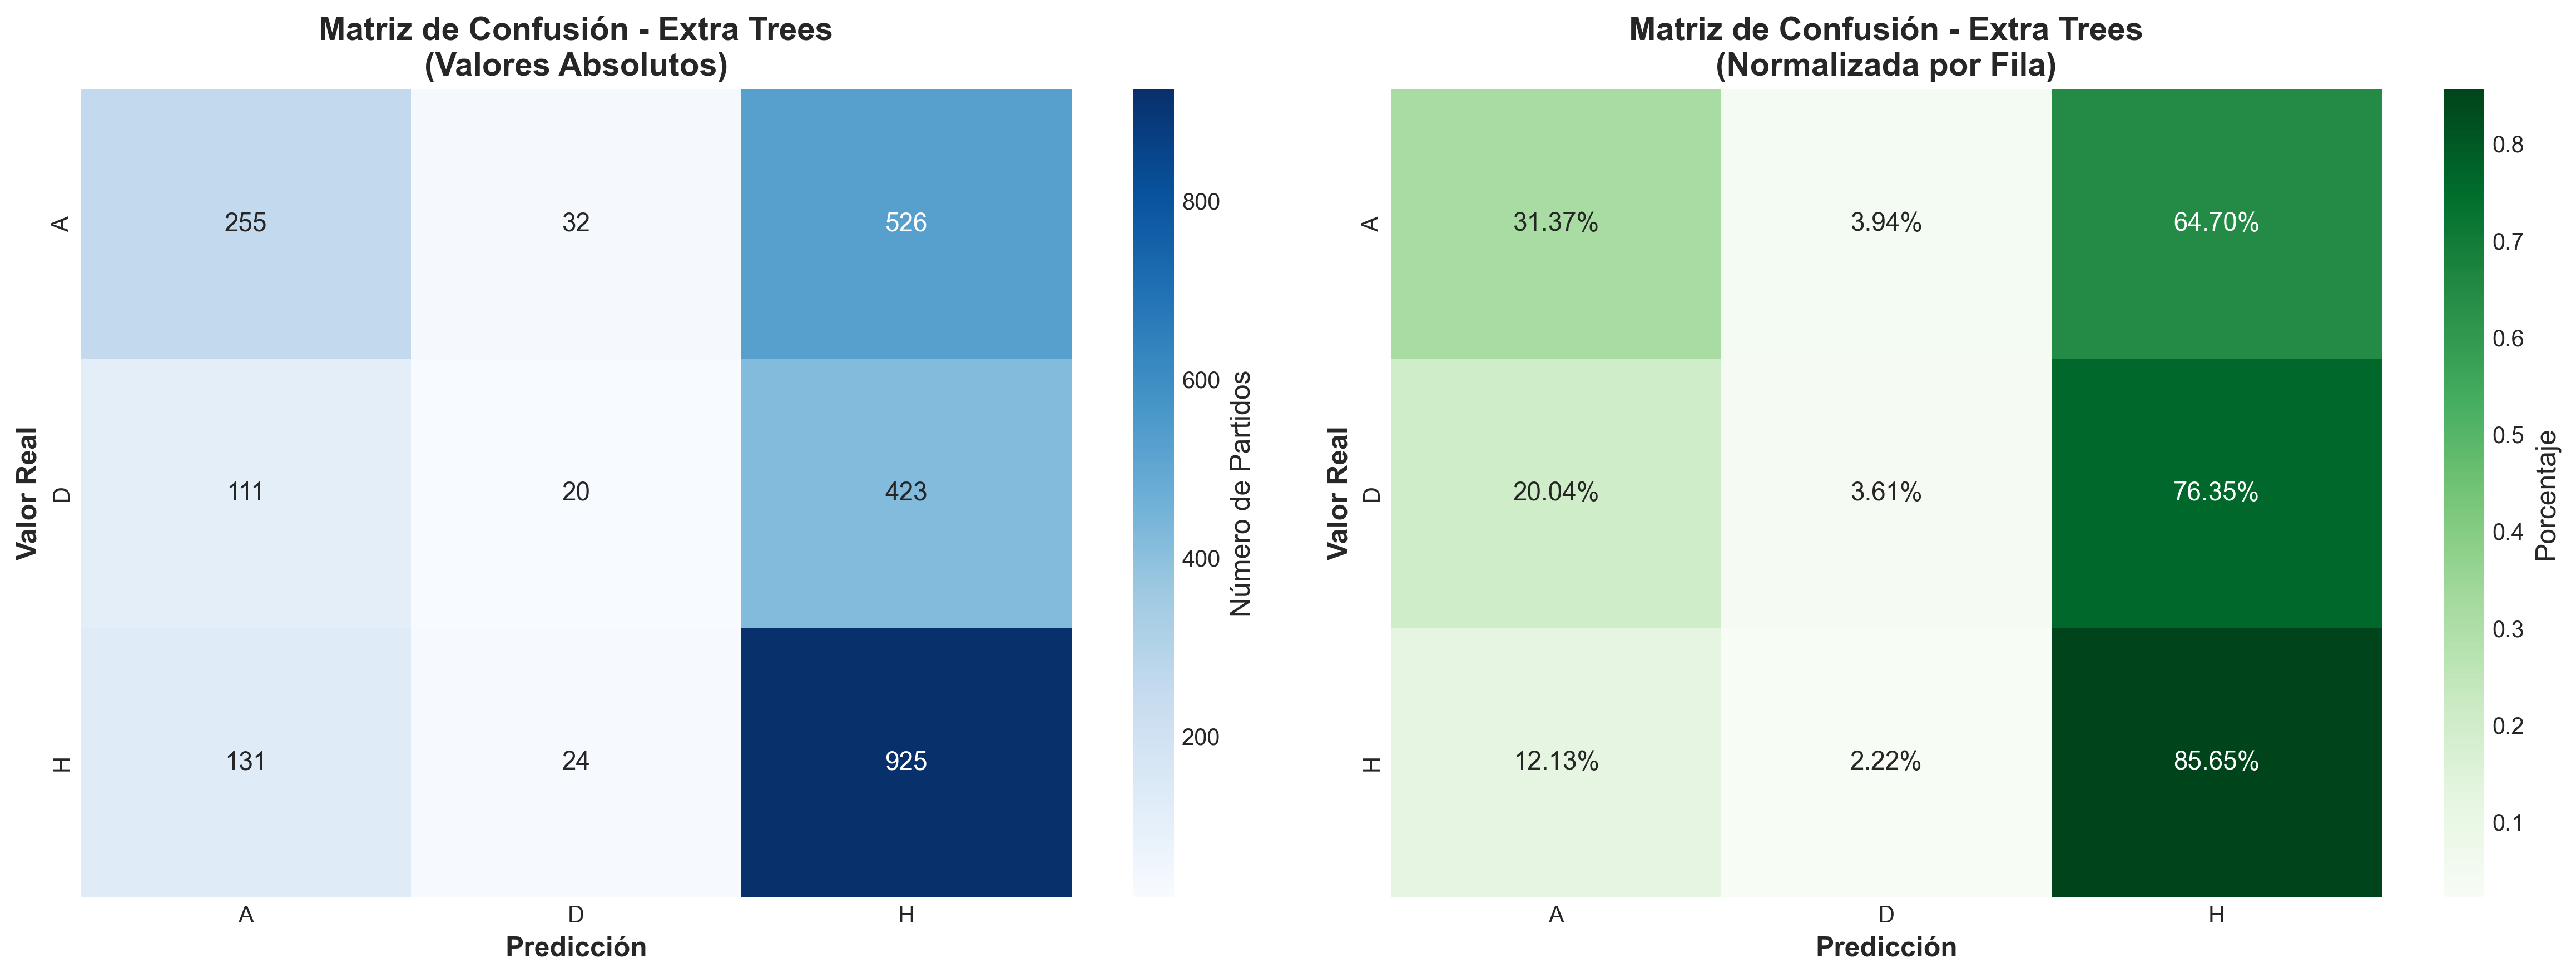 Matriz de Confusión - Extra Trees
(Valores Absolutos)
Valor Real
A
D
H
255
32
526
111
20
423
131
24
925
A
D
H
Predicción
800
600
400
200
Número de Partidos
Matriz de Confusión - Extra Trees
(Normalizada por Fila)
Valor Real
A
D
H
31.37%
3.94%
64.70%
20.04%
3.61%
76.35%
12.13%
2.22%
85.65%
A
D
H
Predicción
0.8
0.7
0.6
0.5
0.4
0.3
0.2
0.1
Porcentaje